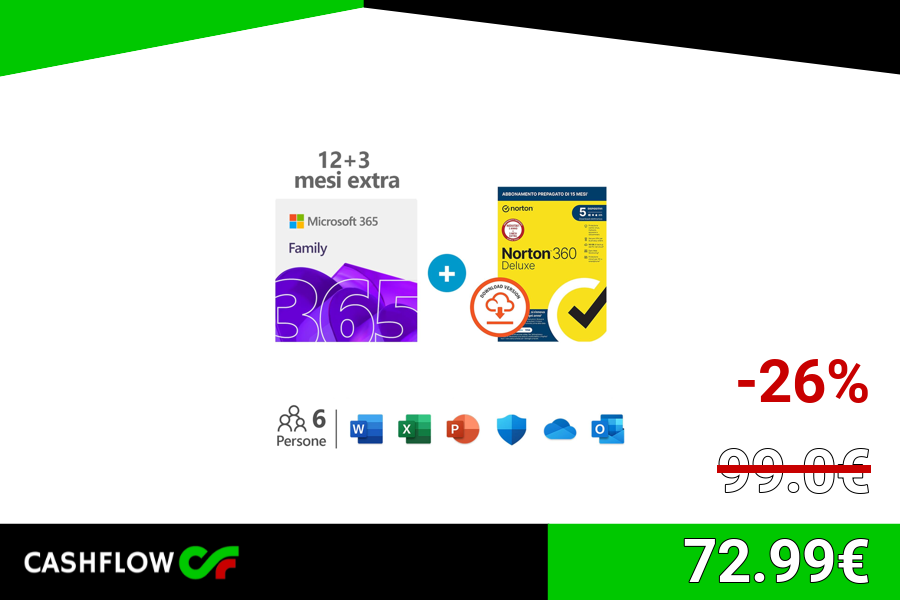 12+3
mesi extra
Microsoft 365
Family
365
ABBONAMENTO PREPAGATO DI 15 MESI*
norton
5
Norton 360
Deluxe
DOWNLOAD VERSION
6
Persone
W
X
P
O
-26%
99.0€
CASHFLOW
72.99€